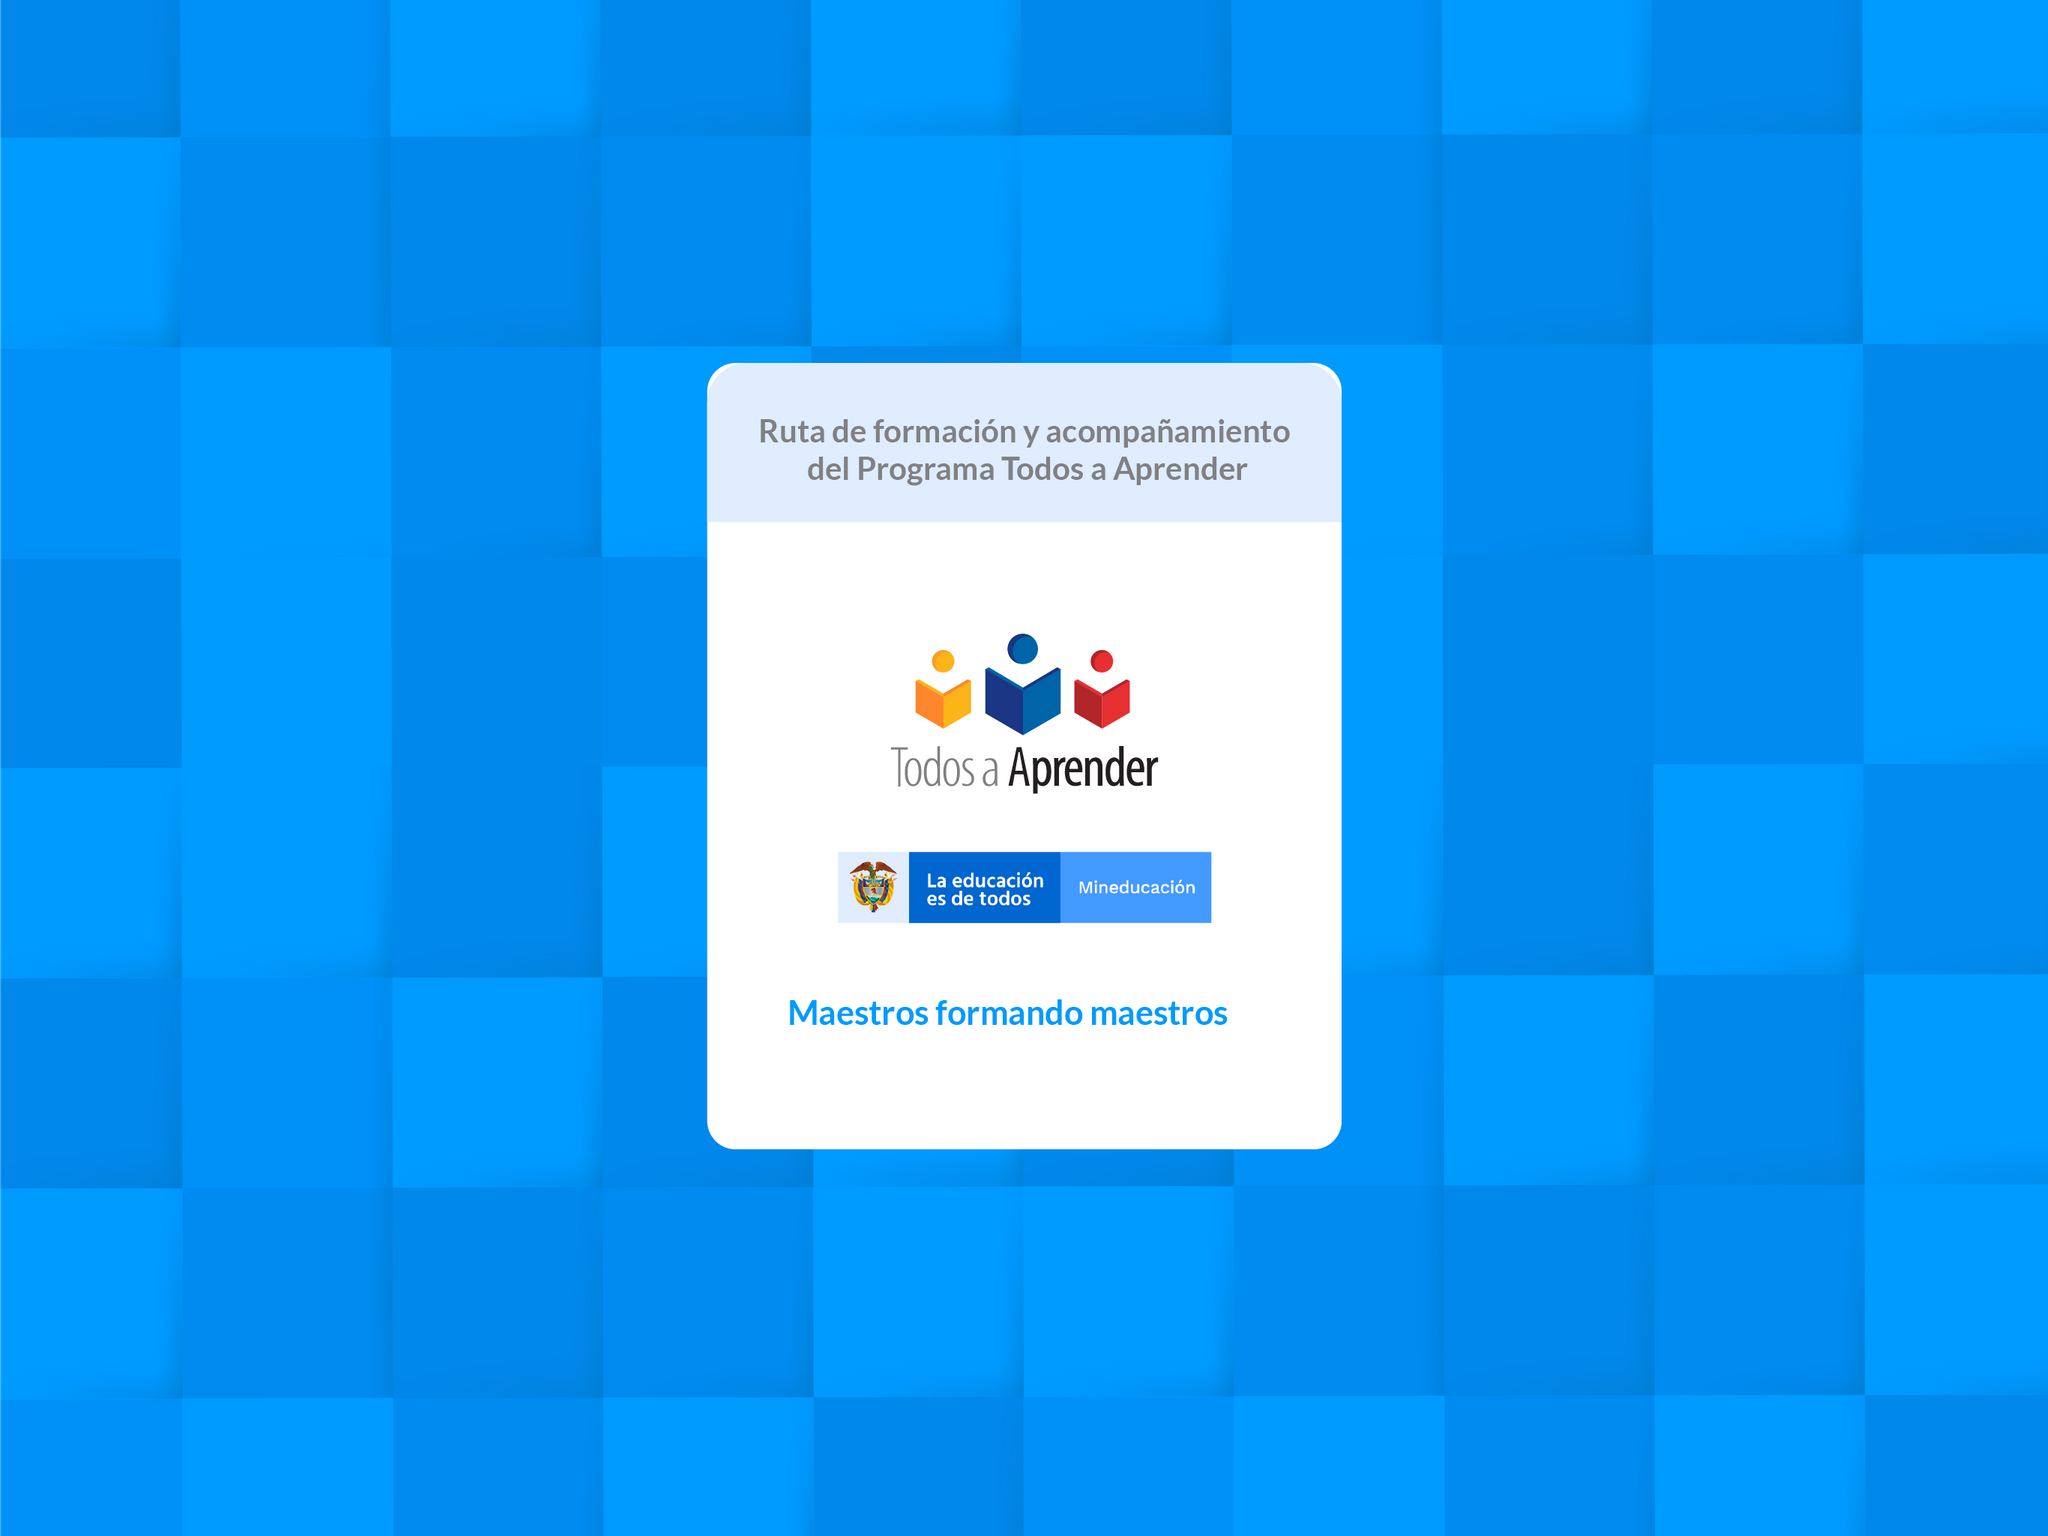 Ruta de formación y acompañamiento
del Programa Todos a Aprender
Todos a Aprender
La educación
es de todos
Mineducación
Maestros formando maestros